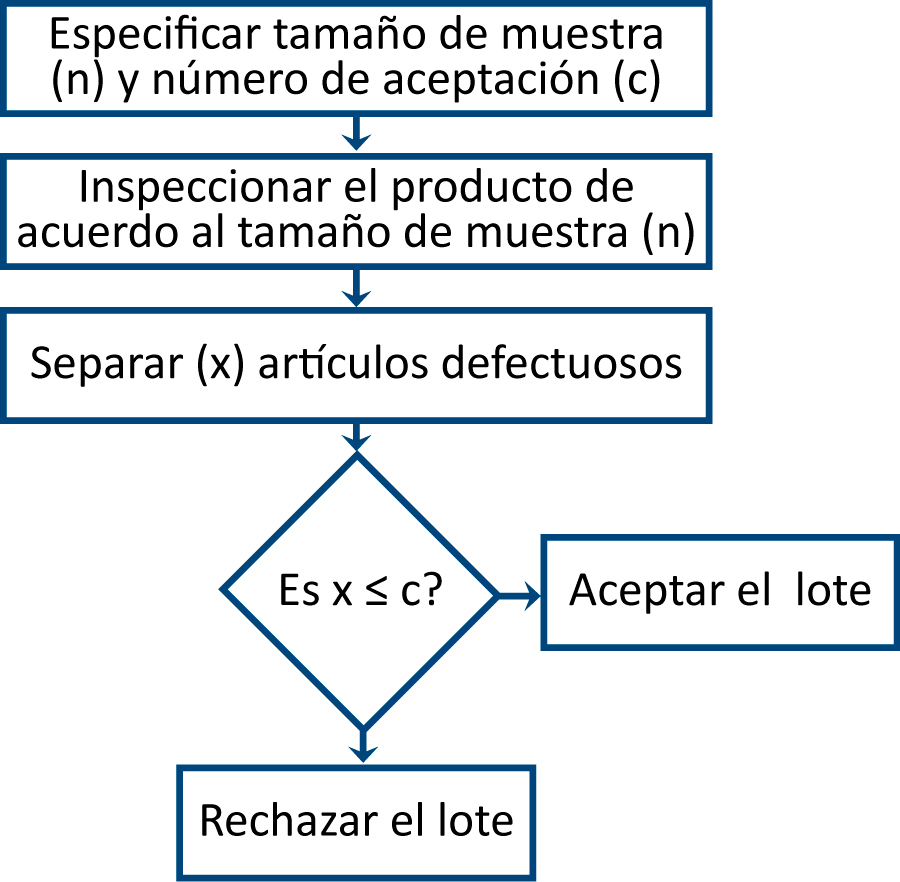 Especificar tamaño de muestra
(n) y número de aceptación (c)
Inspeccionar el producto de
acuerdo al tamaño de muestra (n)
Separar (x) artículos defectuosos
Es x ≤ c?
Aceptar el lote
Rechazar el lote